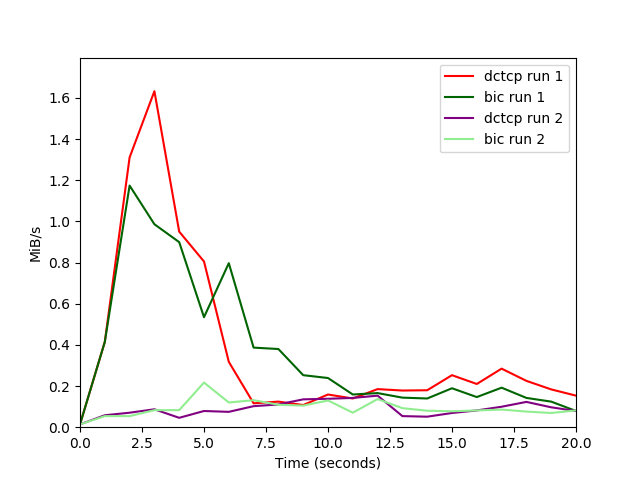 dctcp run 1
bic run 1
dctcp run 2
bic run 2
MiB/s
1.6
1.4
1.2
1.0
0.8
0.6
0.4
0.2
0.0
0.0 2.5 5.0 7.5 10.0 12.5 15.0 17.5 20.0
Time (seconds)